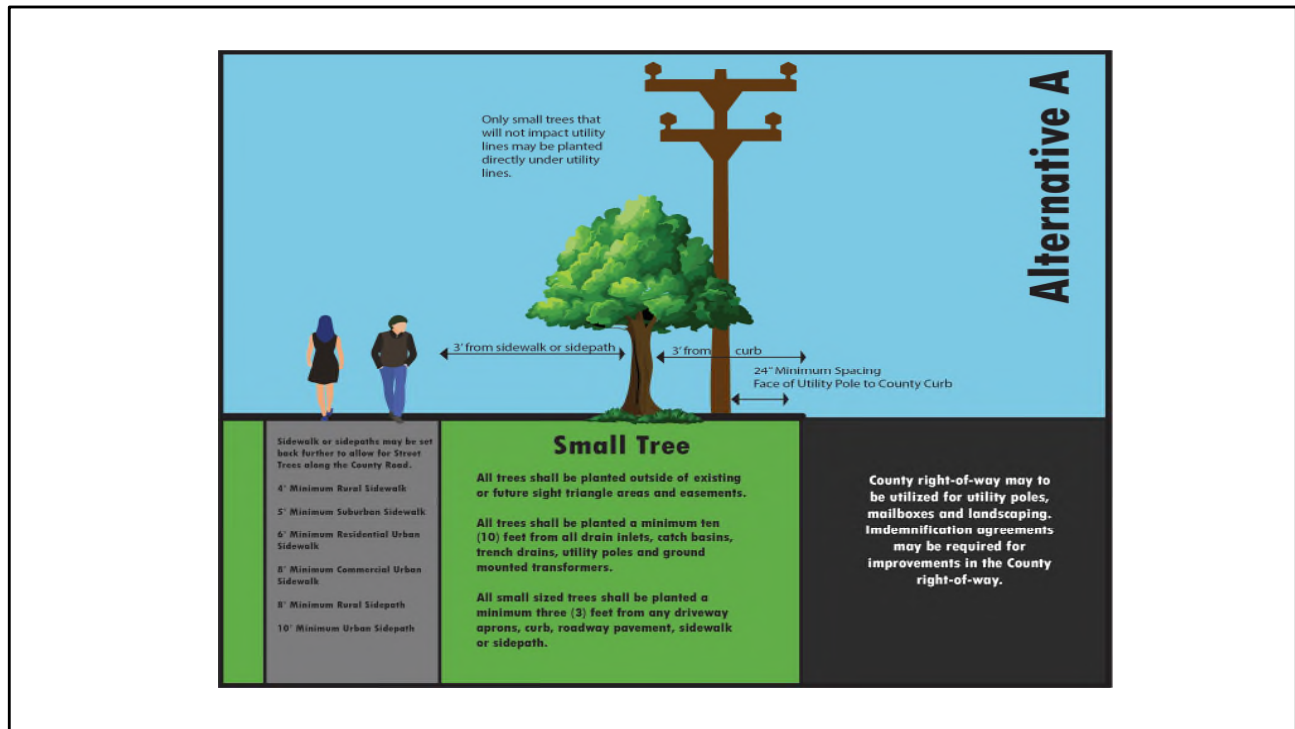 Alternative A
Only small trees that
will not impact utility
lines may be planted
directly under utility
lines.
3' from sidewalk or sidepath
3' from curb
24" Minimum Spacing
Face of Utility Pole to County Curb
Sidewalk or sidepaths may be set
back further to allow for Street
Trees along the County Road.
4' Minimum Rural Sidewalk
5' Minimum Suburban Sidewalk
6' Minimum Residential Urban
Sidewalk
8' Minimum Commercial Urban
Sidewalk
8' Minimum Rural Sidepath
10' Minimum Urban Sidepath
Small Tree
All trees shall be planted outside of existing
or future sight triangle areas and easements.
All trees shall be planted a minimum ten
(10) feet from all drain inlets, catch basins,
trench drains, utility poles and ground
mounted transformers.
All small sized trees shall be planted a
minimum three (3) feet from any driveway
aprons, curb, roadway pavement, sidewalk
or sidepath.
County right-of-way may to
be utilized for utility poles,
mailboxes and landscaping.
Imdemnification agreements
may be required for
improvements in the County
right-of-way.